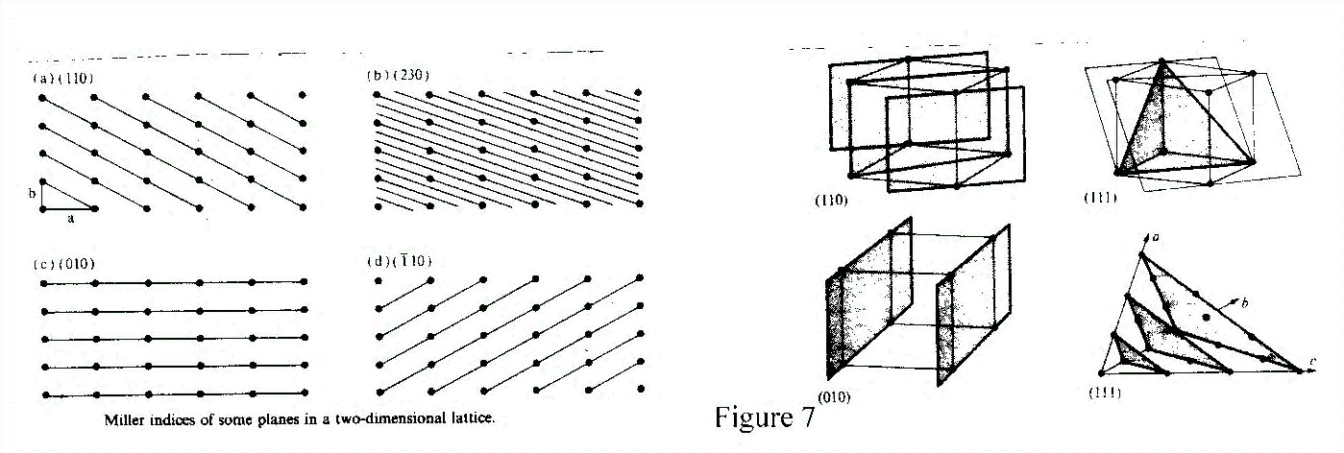 (a)(110)
(b)(230)
b
a
(c)(010)
(d)(1̅10)
Miller indices of some planes in a two-dimensional lattice.
(110)
(111)
(010)
a
b
c
(111)
Figure 7